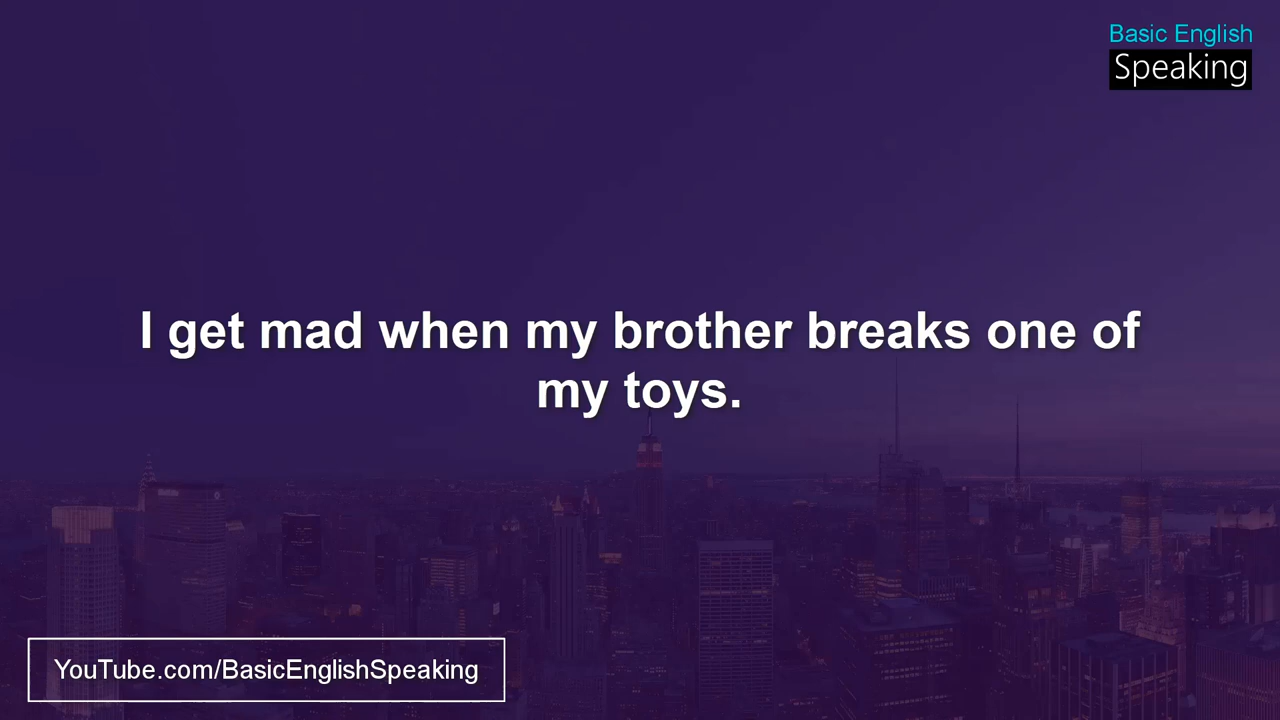 Basic English
Speaking
I get mad when my brother breaks one of
my toys.
YouTube.com/BasicEnglishSpeaking